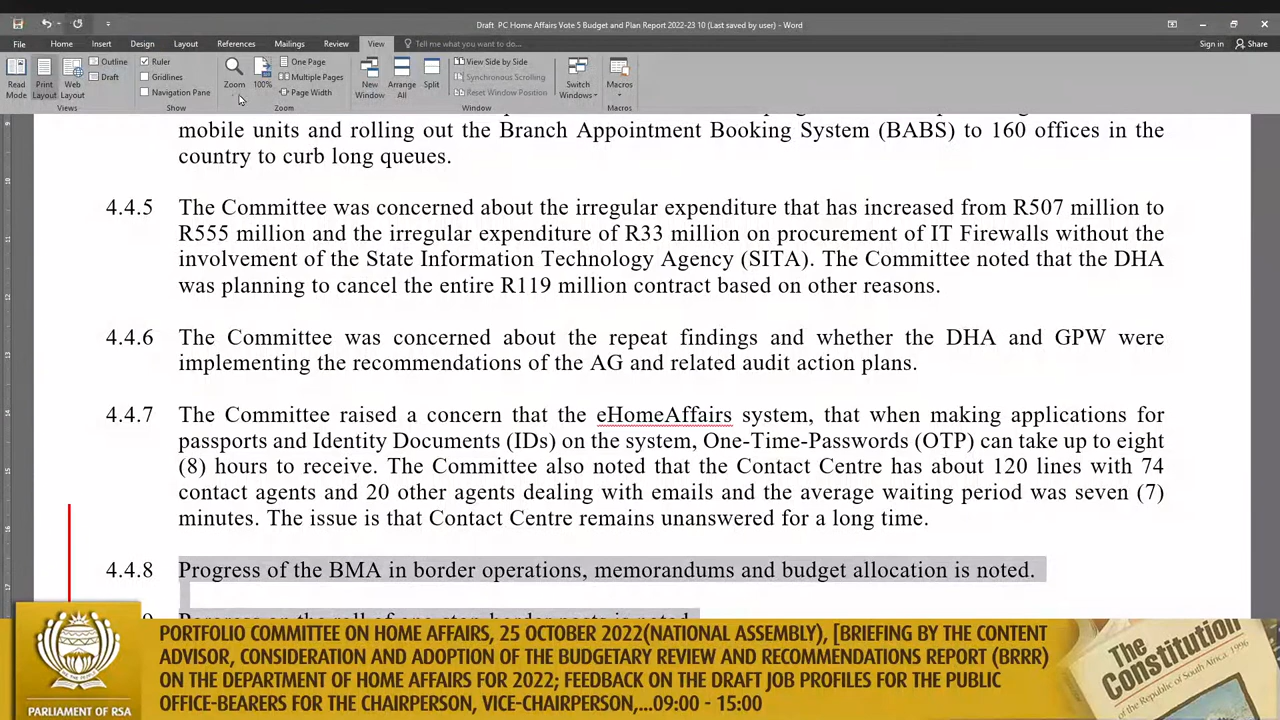 Draft PC Home Affairs Vote 5 Budget and Plan Report 2022-23 10 (Last saved by user) - Word
File Home Insert Design Layout References Mailings Review View Tell me what you want to do... Sign in Share
Read Mode
Print Layout
Web Layout
Outline
Draft
Views
Ruler
Gridlines
Navigation Pane
Show
Zoom
100%
One Page
Multiple Pages
Page Width
Zoom
New Window
Arrange All
Split
View Side by Side
Synchronous Scrolling
Reset Window Position
Window
Switch Windows
Macros
Macros
mobile units and rolling out the Branch Appointment Booking System (BABS) to 160 offices in the
country to curb long queues.
4.4.5 The Committee was concerned about the irregular expenditure that has increased from R507 million to
R555 million and the irregular expenditure of R33 million on procurement of IT Firewalls without the
involvement of the State Information Technology Agency (SITA). The Committee noted that the DHA
was planning to cancel the entire R119 million contract based on other reasons.
4.4.6 The Committee was concerned about the repeat findings and whether the DHA and GPW were
implementing the recommendations of the AG and related audit action plans.
4.4.7 The Committee raised a concern that the eHomeAffairs system, that when making applications for
passports and Identity Documents (IDs) on the system, One-Time-Passwords (OTP) can take up to eight
(8) hours to receive. The Committee also noted that the Contact Centre has about 120 lines with 74
contact agents and 20 other agents dealing with emails and the average waiting period was seven (7)
minutes. The issue is that Contact Centre remains unanswered for a long time.
4.4.8 Progress of the BMA in border operations, memorandums and budget allocation is noted.
PORTFOLIO COMMITTEE ON HOME AFFAIRS, 25 OCTOBER 2022(NATIONAL ASSEMBLY), [BRIEFING BY THE CONTENT
ADVISOR, CONSIDERATION AND ADOPTION OF THE BUDGETARY REVIEW AND RECOMMENDATIONS REPORT (BRRR)
ON THE DEPARTMENT OF HOME AFFAIRS FOR 2022; FEEDBACK ON THE DRAFT JOB PROFILES FOR THE PUBLIC
OFFICE-BEARERS FOR THE CHAIRPERSON, VICE-CHAIRPERSON,...09:00 - 15:00
PARLIAMENT OF RSA
The
Constitution
of the Republic of South Africa, 1996